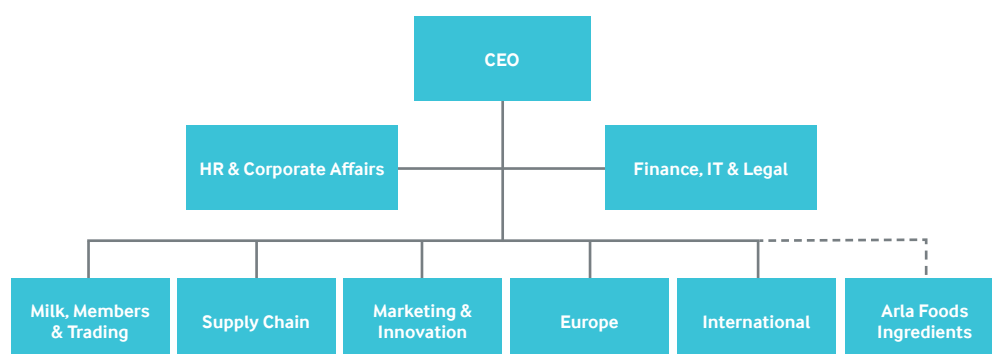 CEO
HR & Corporate Affairs
Finance, IT & Legal
Milk, Members
& Trading
Supply Chain
Marketing &
Innovation
Europe
International
Arla Foods
Ingredients